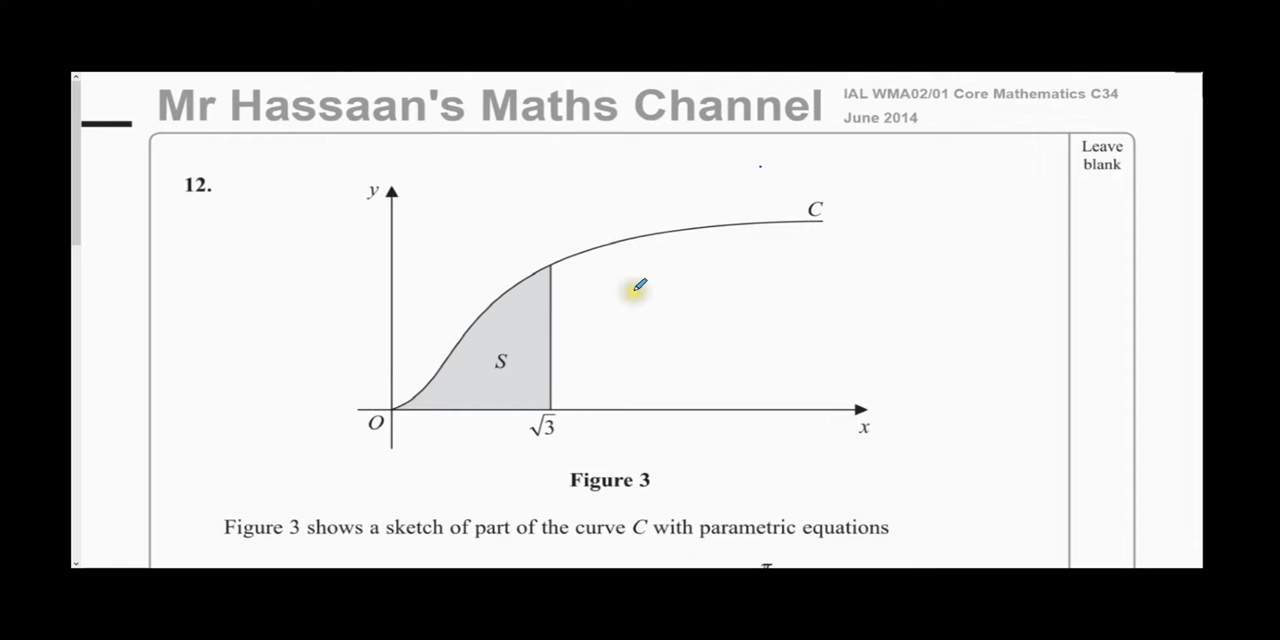 Mr Hassaan's Maths Channel
IAL WMA02/01 Core Mathematics C34
June 2014
Leave
blank
12.
y
C
S
O
√3
x
Figure 3
Figure 3 shows a sketch of part of the curve C with parametric equations